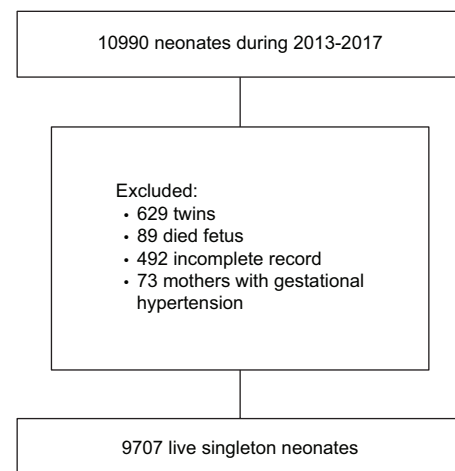 10990 neonates during 2013-2017
Excluded:
• 629 twins
• 89 died fetus
• 492 incomplete record
• 73 mothers with gestational
hypertension
9707 live singleton neonates